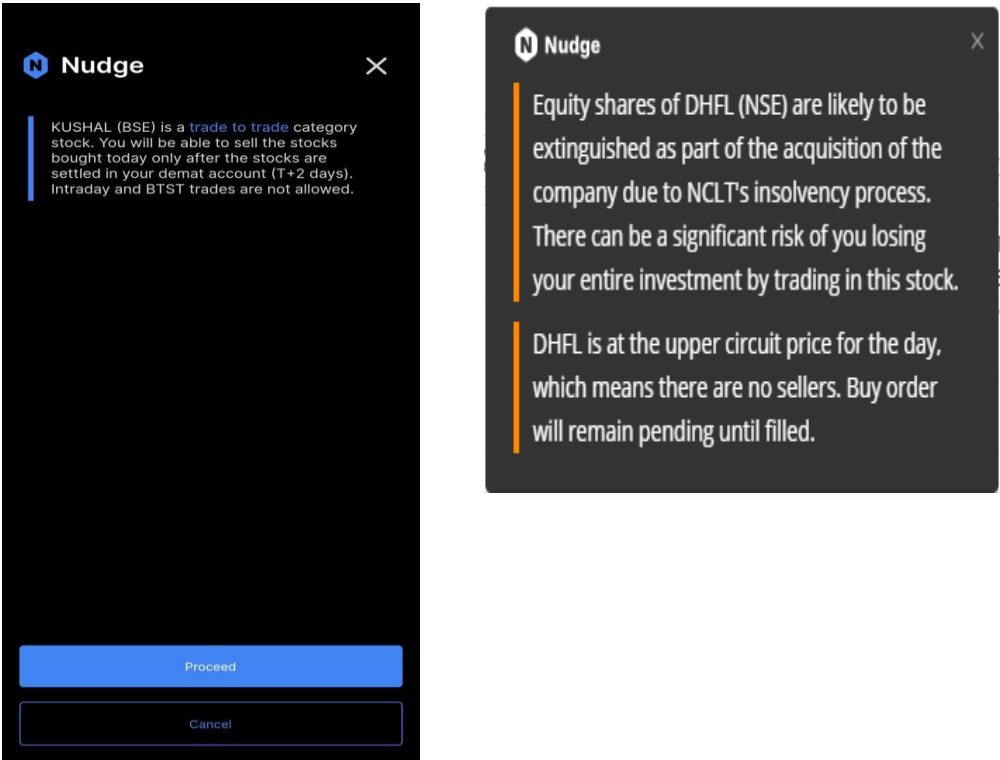 Nudge
KUSHAL (BSE) is a trade to trade category
stock. You will be able to sell the stocks
bought today only after the stocks are
settled in your demat account (T+2 days).
Intraday and BTST trades are not allowed.
Proceed
Cancel
Nudge
X
Equity shares of DHFL (NSE) are likely to be
extinguished as part of the acquisition of the
company due to NCLT's insolvency process.
There can be a significant risk of you losing
your entire investment by trading in this stock.
DHFL is at the upper circuit price for the day,
which means there are no sellers. Buy order
will remain pending until filled.